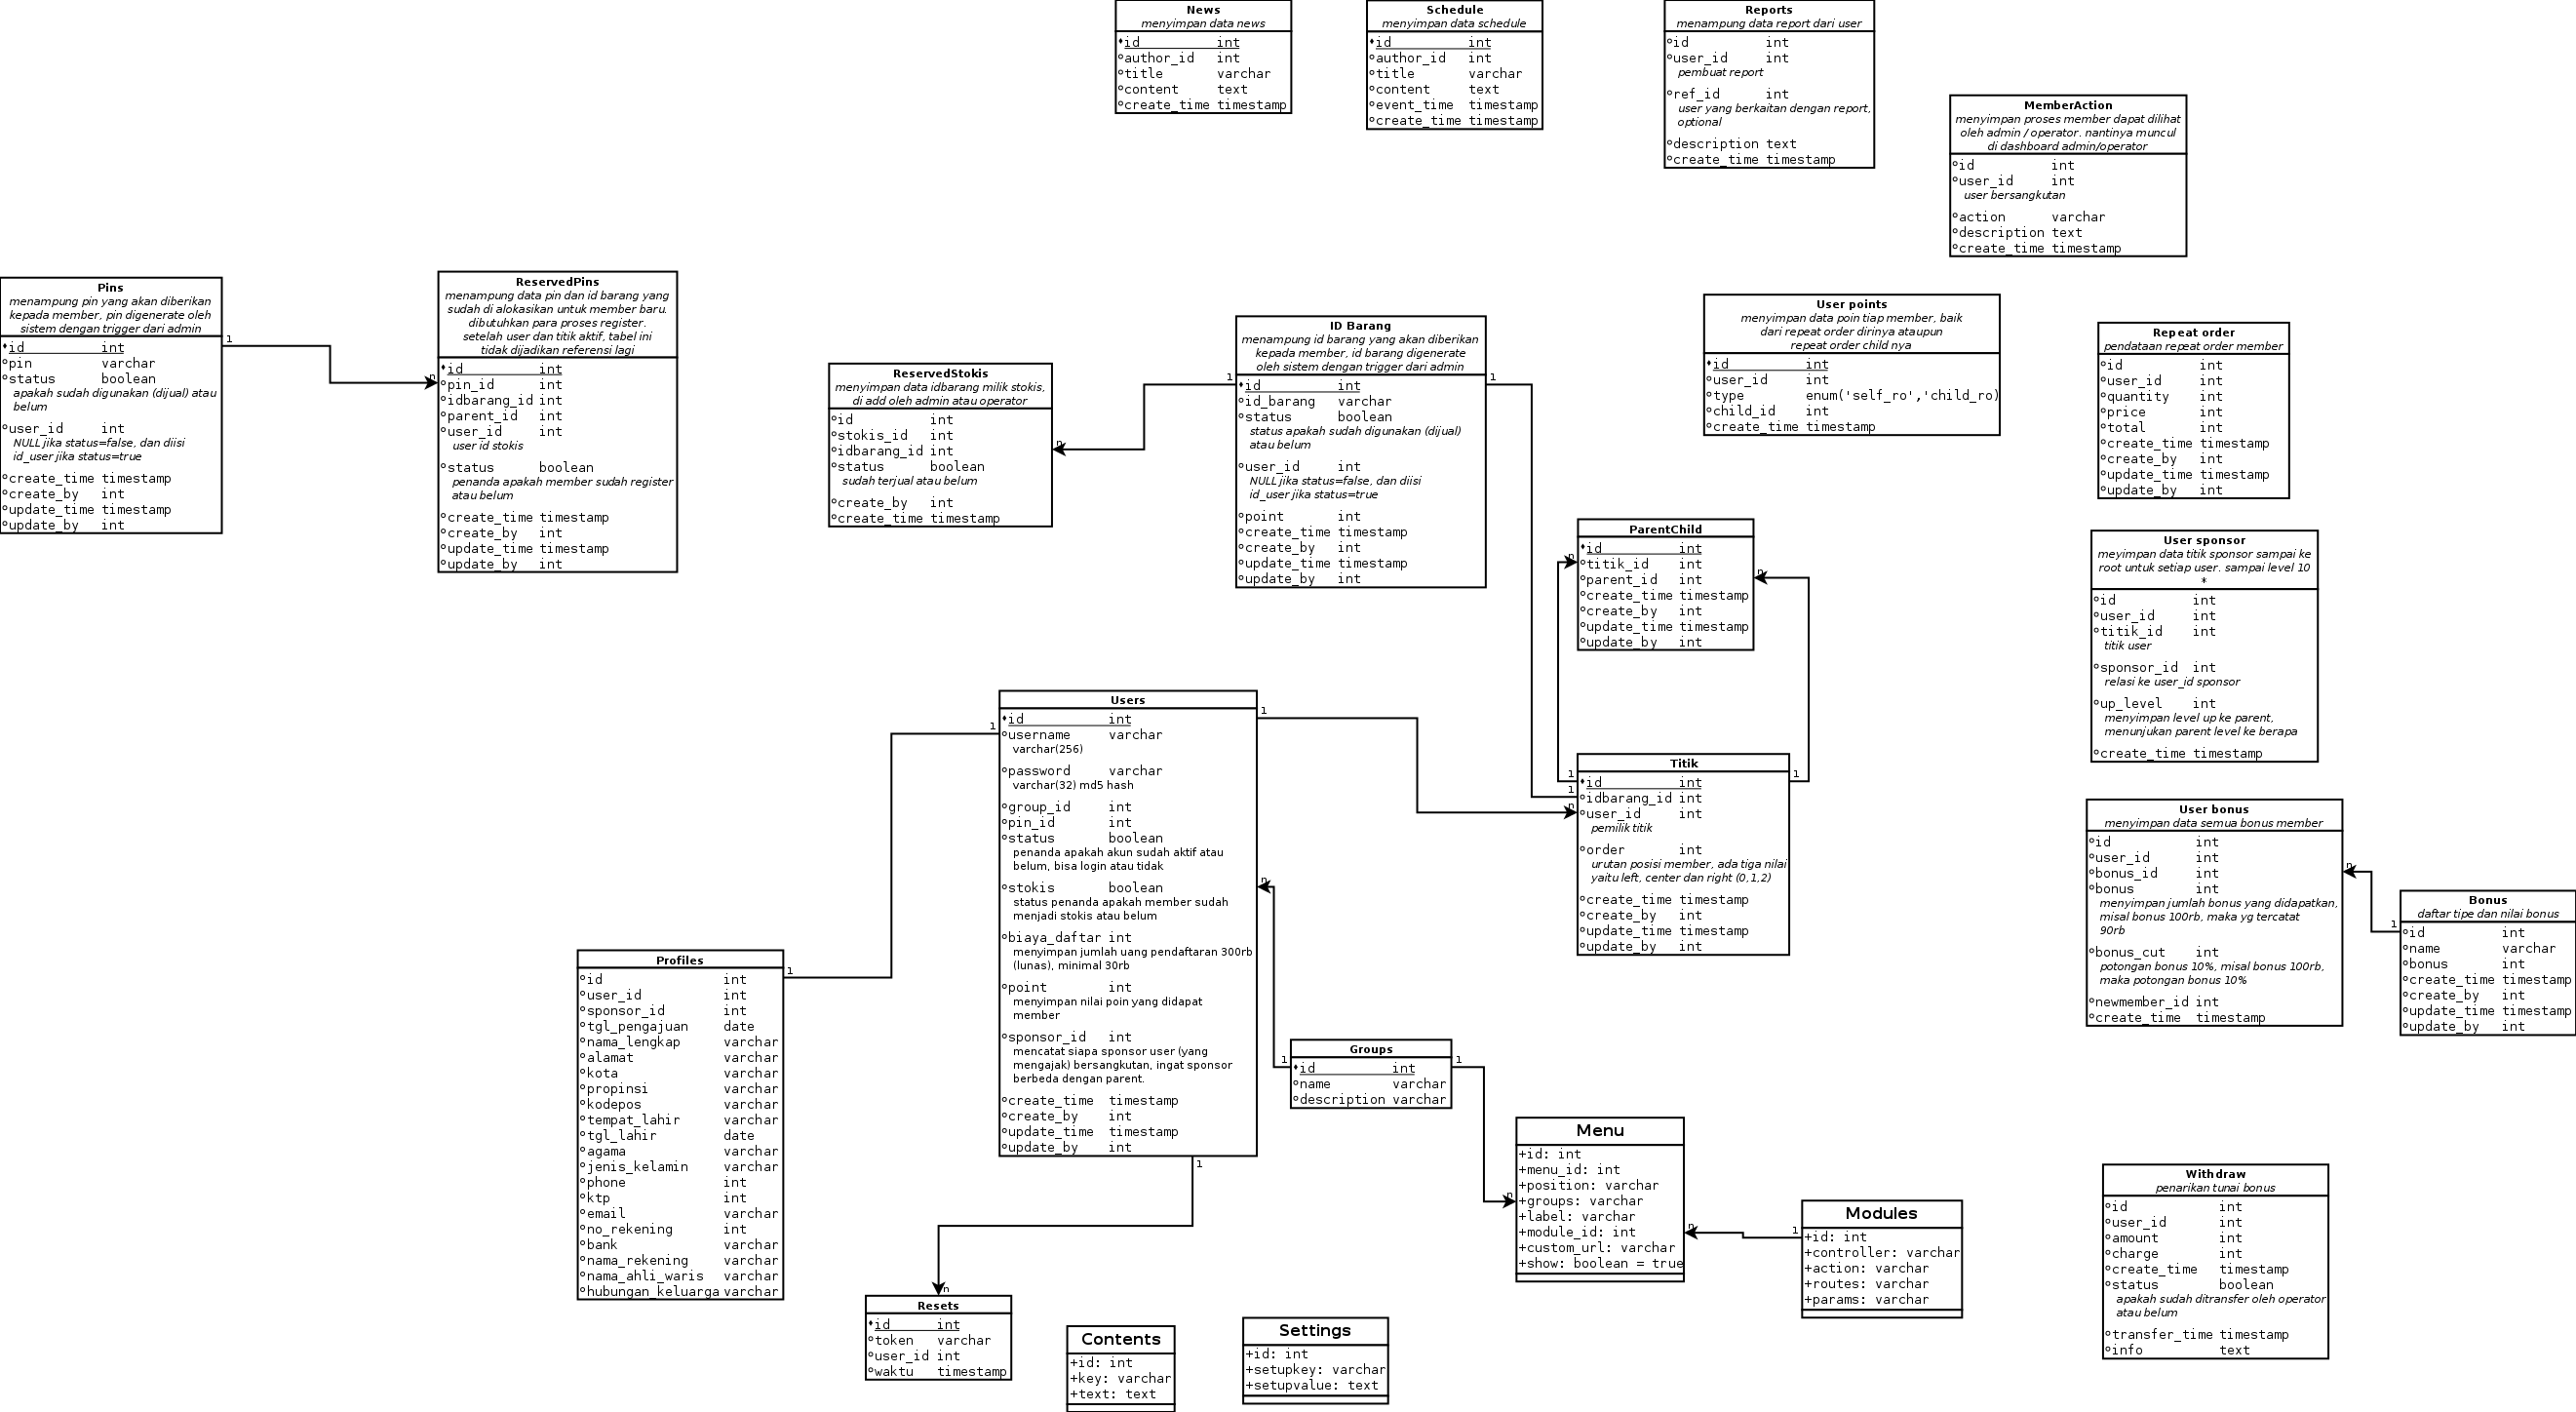 News
menyimpan data news
id int
author_id int
title varchar
content text
create_time timestamp
Schedule
menyimpan data schedule
id int
author_id int
title varchar
content text
event_time timestamp
create_time timestamp
Reports
menampung data report dari user
id int
user_id int
pembuat report
ref_id int
user yang berkaitan dengan report,
optional
description text
create_time timestamp
MemberAction
menyimpan proses member dapat dilihat
oleh admin / operator. nantinya muncul
di dashboard admin/operator
id int
user_id int
user bersangkutan
action varchar
description text
create_time timestamp
Pins
menampung pin yang akan diberikan
kepada member, pin digenerate oleh
sistem dengan trigger dari admin
id int
pin varchar
status boolean
apakah sudah digunakan (dijual) atau
belum
user_id int
NULL jika status=false, dan diisi
id_user jika status=true
create_time timestamp
create_by int
update_time timestamp
update_by int
1
n
ReservedPins
menampung data pin dan id barang yang
sudah di alokasikan untuk member baru.
dibutuhkan para proses register.
setelah user dan titik aktif, tabel ini
tidak dijadikan referensi lagi
id int
pin_id int
idbarang_id int
parent_id int
user_id int
user id stokis
status boolean
penanda apakah member sudah register
atau belum
create_time timestamp
create_by int
update_time timestamp
update_by int
ReservedStokis
menyimpan data idbarang milik stokis,
di add oleh admin atau operator
id int
stokis_id int
idbarang_id int
status boolean
sudah terjual atau belum
create_by int
create_time timestamp
n
1
ID Barang
menampung id barang yang akan diberikan
kepada member, id barang digenerate
oleh sistem dengan trigger dari admin
id int
id_barang varchar
status boolean
status apakah sudah digunakan (dijual)
atau belum
user_id int
NULL jika status=false, dan diisi
id_user jika status=true
point int
create_time timestamp
create_by int
update_time timestamp
update_by int
1
User points
menyimpan data poin tiap member, baik
dari repeat order dirinya ataupun
repeat order child nya
id int
user_id int
type enum('self_ro','child_ro)
child_id int
create_time timestamp
Repeat order
pendataan repeat order member
id int
user_id int
quantity int
price int
total int
create_time timestamp
create_by int
update_time timestamp
update_by int
ParentChild
id int
titik_id int
parent_id int
create_time timestamp
create_by int
update_time timestamp
update_by int
n
n
User sponsor
meyimpan data titik sponsor sampai ke
root untuk setiap user. sampai level 10
*
id int
user_id int
titik_id int
titik user
sponsor_id int
relasi ke user_id sponsor
up_level int
menyimpan level up ke parent,
menunjukan parent level ke berapa
create_time timestamp
Users
id int
username varchar
varchar(256)
password varchar
varchar(32) md5 hash
group_id int
pin_id int
status boolean
penanda apakah akun sudah aktif atau
belum, bisa login atau tidak
stokis boolean
status penanda apakah member sudah
menjadi stokis atau belum
biaya_daftar int
menyimpan jumlah uang pendaftaran 300rb
(lunas), minimal 30rb
point int
menyimpan nilai poin yang didapat
member
sponsor_id int
mencatat siapa sponsor user (yang
mengajak) bersangkutan, ingat sponsor
berbeda dengan parent.
create_time timestamp
create_by int
update_time timestamp
update_by int
1
1
n
1
Titik
id int
idbarang_id int
user_id int
pemilik titik
order int
urutan posisi member, ada tiga nilai
yaitu left, center dan right (0,1,2)
create_time timestamp
create_by int
update_time timestamp
update_by int
1
1
n
1
User bonus
menyimpan data semua bonus member
id int
user_id int
bonus_id int
bonus int
menyimpan jumlah bonus yang didapatkan,
misal bonus 100rb, maka yg tercatat
90rb
bonus_cut int
potongan bonus 10%, misal bonus 100rb,
maka potongan bonus 10%
newmember_id int
create_time timestamp
n
1
Bonus
daftar tipe dan nilai bonus
id int
name varchar
bonus int
create_time timestamp
create_by int
update_time timestamp
update_by int
Profiles
id int
user_id int
sponsor_id int
tgl_pengajuan date
nama_lengkap varchar
alamat varchar
kota varchar
propinsi varchar
kodepos varchar
tempat_lahir varchar
tgl_lahir date
agama varchar
jenis_kelamin varchar
phone int
ktp int
email varchar
no_rekening int
bank varchar
nama_rekening varchar
nama_ahli_waris varchar
hubungan_keluarga varchar
1
Groups
id int
name varchar
description varchar
1
1
Menu
+id: int
+menu_id: int
+position: varchar
+groups: varchar
+label: varchar
+module_id: int
+custom_url: varchar
+show: boolean = true
n
n
1
Modules
+id: int
+controller: varchar
+action: varchar
+routes: varchar
+params: varchar
Withdraw
penarikan tunai bonus
id int
user_id int
amount int
charge int
create_time timestamp
status boolean
apakah sudah ditransfer oleh operator
atau belum
transfer_time timestamp
info text
n
Resets
id int
token varchar
user_id int
waktu timestamp
Contents
+id: int
+key: varchar
+text: text
Settings
+id: int
+setupkey: varchar
+setupvalue: text